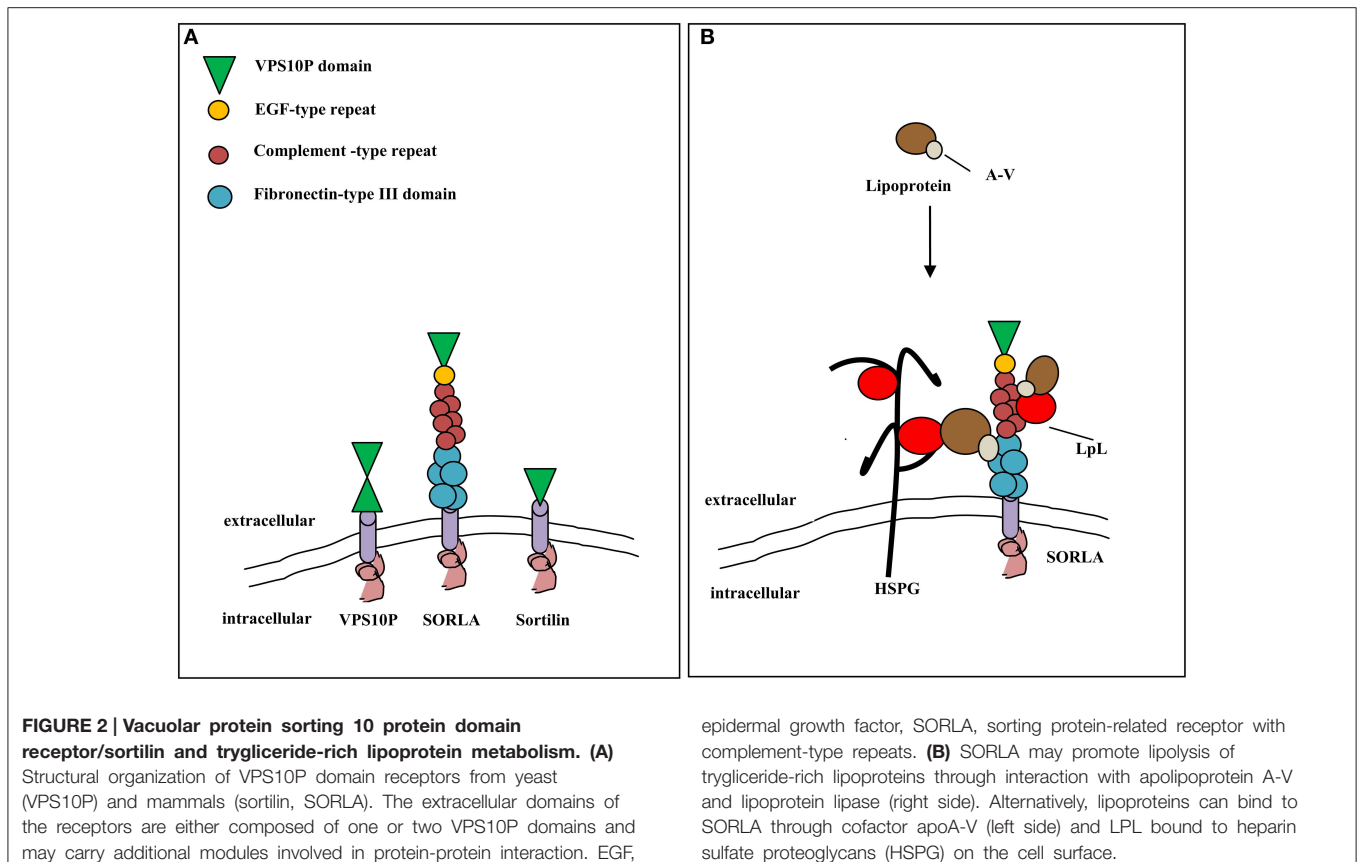 A
VPS10P domain
EGF-type repeat
Complement -type repeat
Fibronectin-type III domain
extracellular
intracellular
VPS10P
SORLA
Sortilin
B
A-V
Lipoprotein
LpL
extracellular
SORLA
HSPG
intracellular
FIGURE 2 | Vacuolar protein sorting 10 protein domain
receptor/sortilin and trygliceride-rich lipoprotein metabolism. (A)
Structural organization of VPS10P domain receptors from yeast
(VPS10P) and mammals (sortilin, SORLA). The extracellular domains of
the receptors are either composed of one or two VPS10P domains and
may carry additional modules involved in protein-protein interaction. EGF,
epidermal growth factor, SORLA, sorting protein-related receptor with
complement-type repeats. (B) SORLA may promote lipolysis of
trygliceride-rich lipoproteins through interaction with apolipoprotein A-V
and lipoprotein lipase (right side). Alternatively, lipoproteins can bind to
SORLA through cofactor apoA-V (left side) and LPL bound to heparin
sulfate proteoglycans (HSPG) on the cell surface.